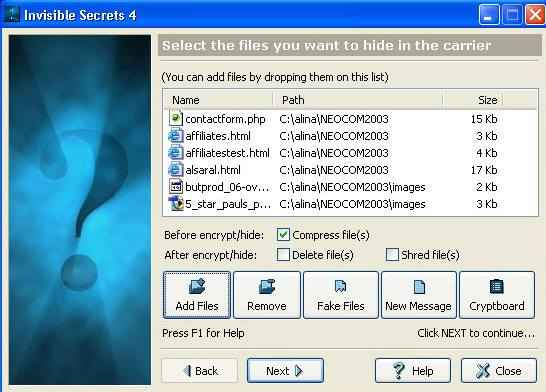 Invisible Secrets 4
Select the files you want to hide in the carrier
(You can add files by dropping them on this list)
Name Path Size
contactform.php C:\alina\NEOCOM2003 15 Kb
affiliates.html C:\alina\NEOCOM2003 3 Kb
affiliatestest.html C:\alina\NEOCOM2003 4 Kb
alsaral.html C:\alina\NEOCOM2003 17 Kb
butprod_06-ov... C:\alina\NEOCOM2003\images 2 Kb
5_star_pauls_p... C:\alina\NEOCOM2003\images 3 Kb
Before encrypt/hide: Compress file(s)
After encrypt/hide: Delete file(s) Shred file(s)
Add Files Remove Fake Files New Message Cryptboard
Press F1 for Help Click NEXT to continue...
Back Next Help Close